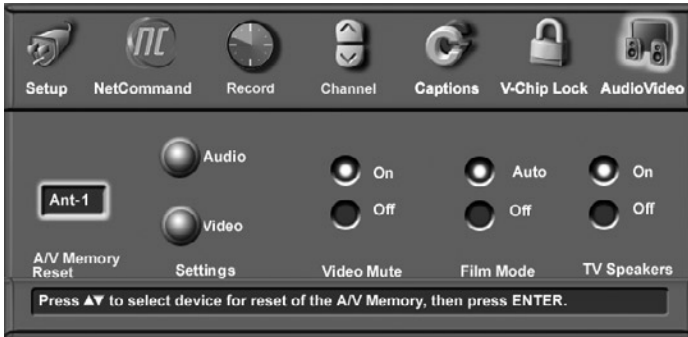 NC
Setup NetCommand Record Channel Captions V-Chip Lock AudioVideo
Audio
On Auto On
Ant-1
Off Off Off
Video
A/V Memory
Reset
Settings Video Mute Film Mode TV Speakers
Press ▲▼ to select device for reset of the A/V Memory, then press ENTER.